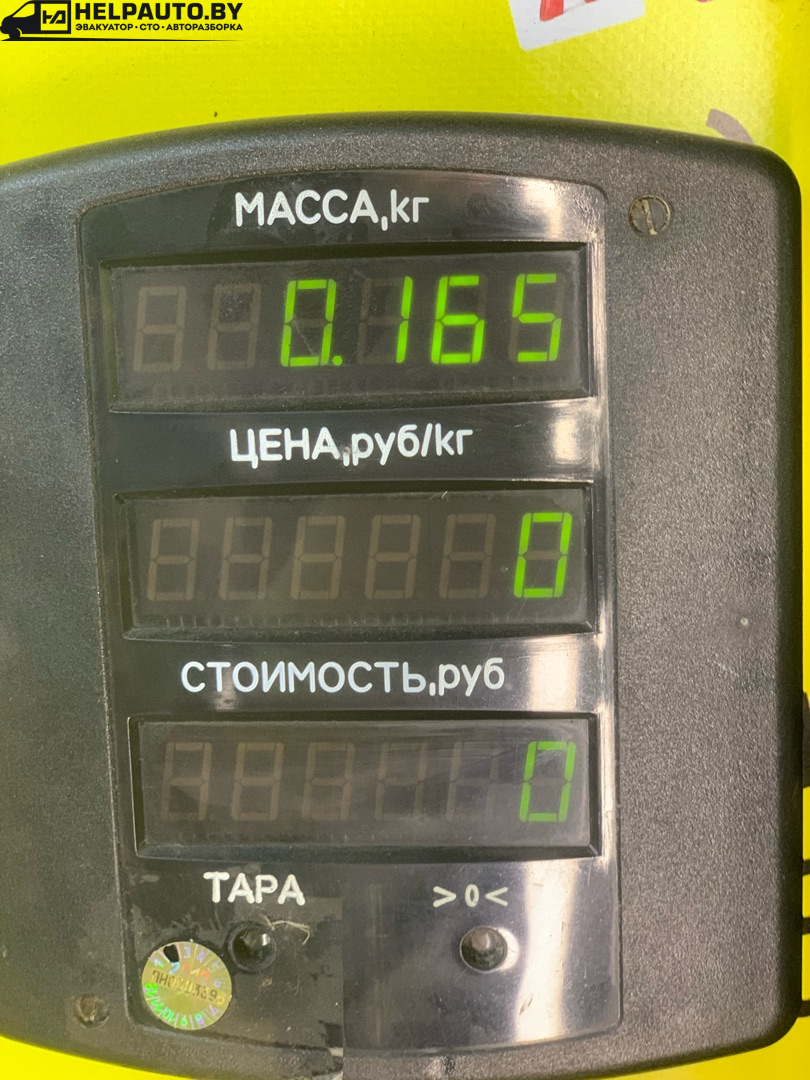 HELPAUTO.BY
ЭВАКУАТОР · СТО · АВТОРАЗБОРКА
МАССА,кг
0.165
ЦЕНА,руб/кг
0
СТОИМОСТЬ,руб
0
ТАРА
>0<